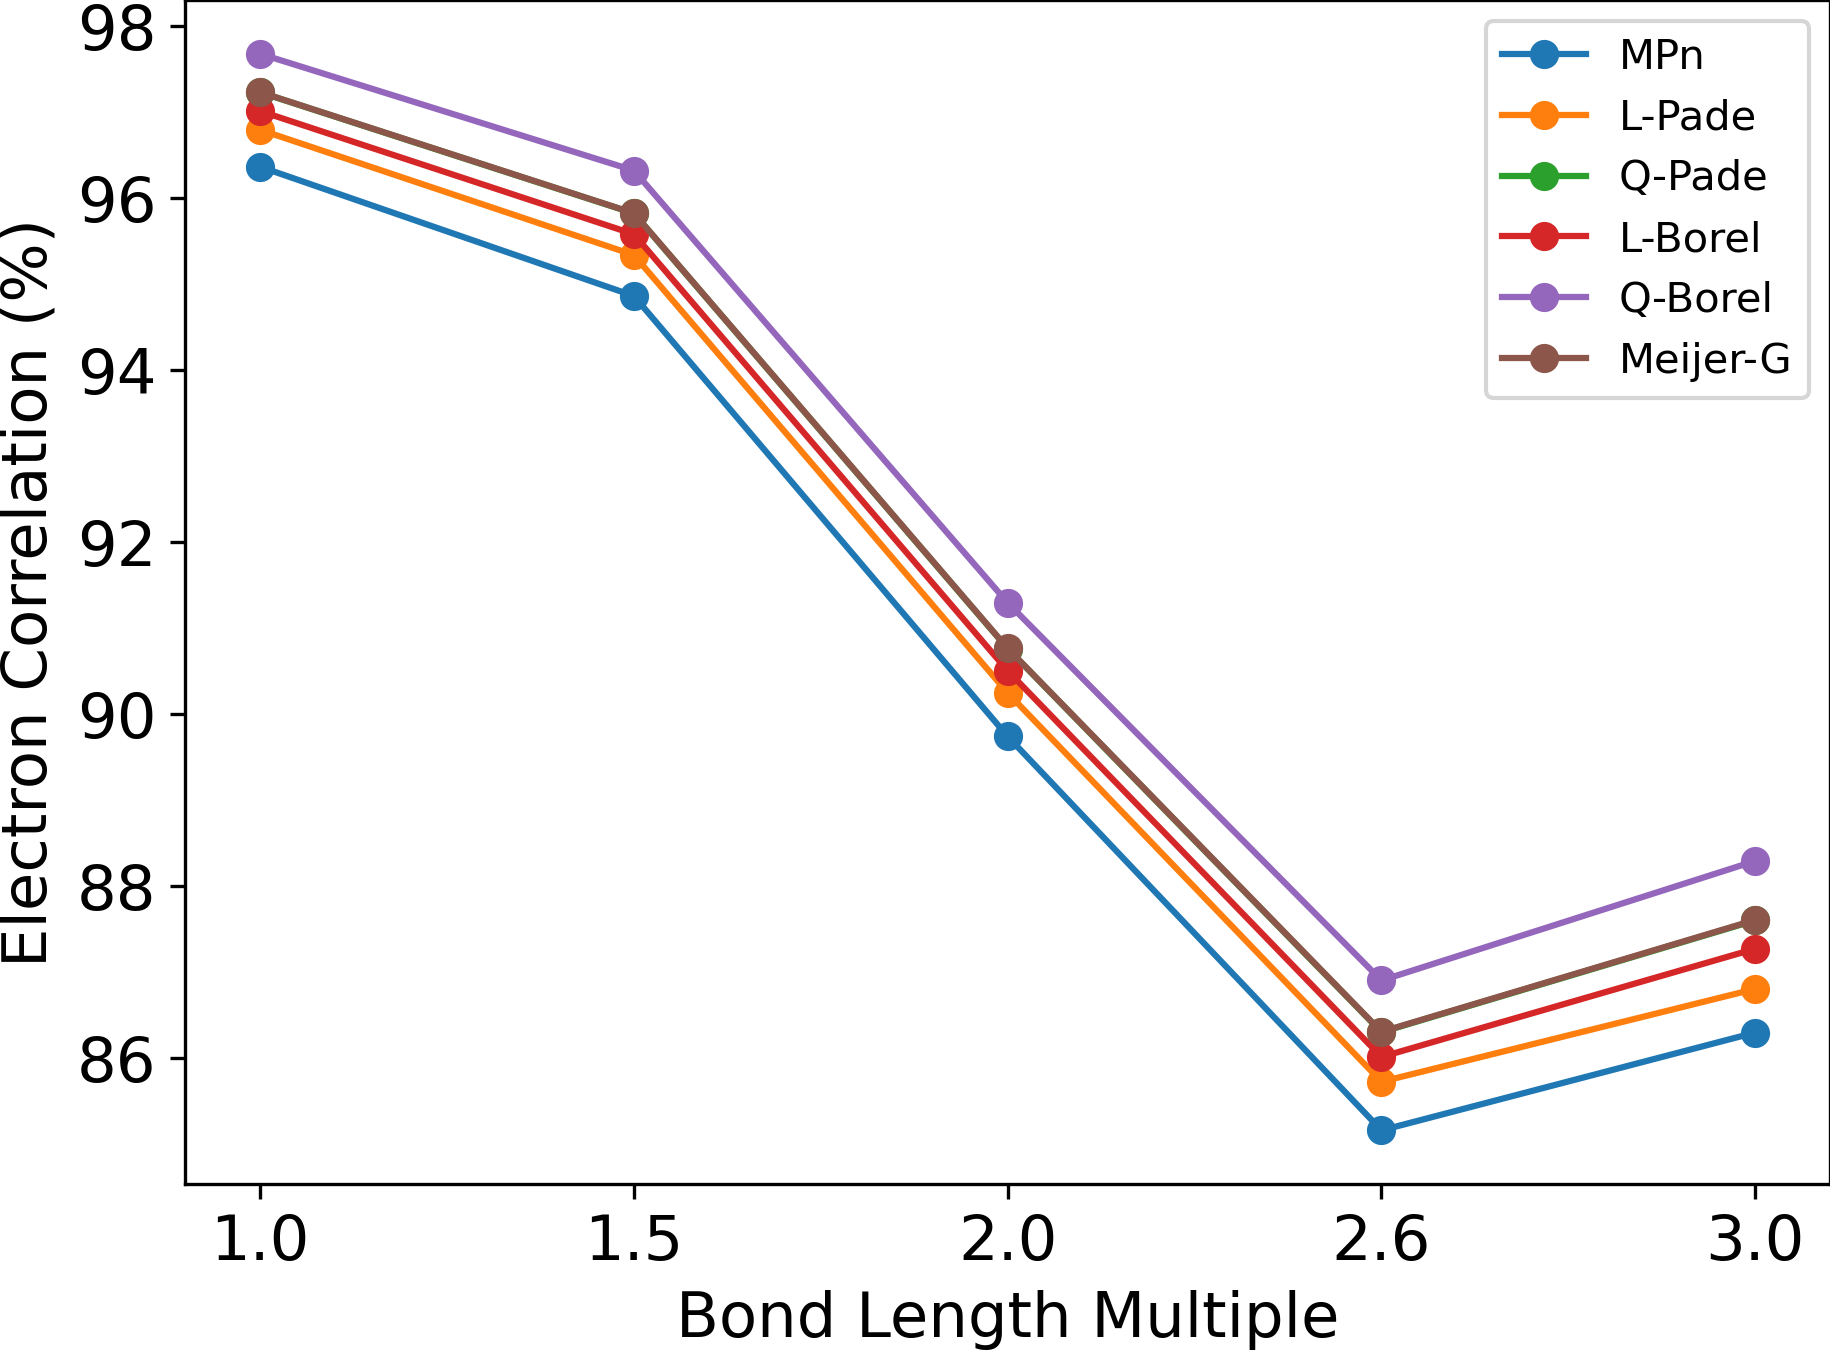 98
96
94
92
90
88
86
Electron Correlation (%)
1.0 1.5 2.0 2.6 3.0
Bond Length Multiple
MPn
L-Pade
Q-Pade
L-Borel
Q-Borel
Meijer-G